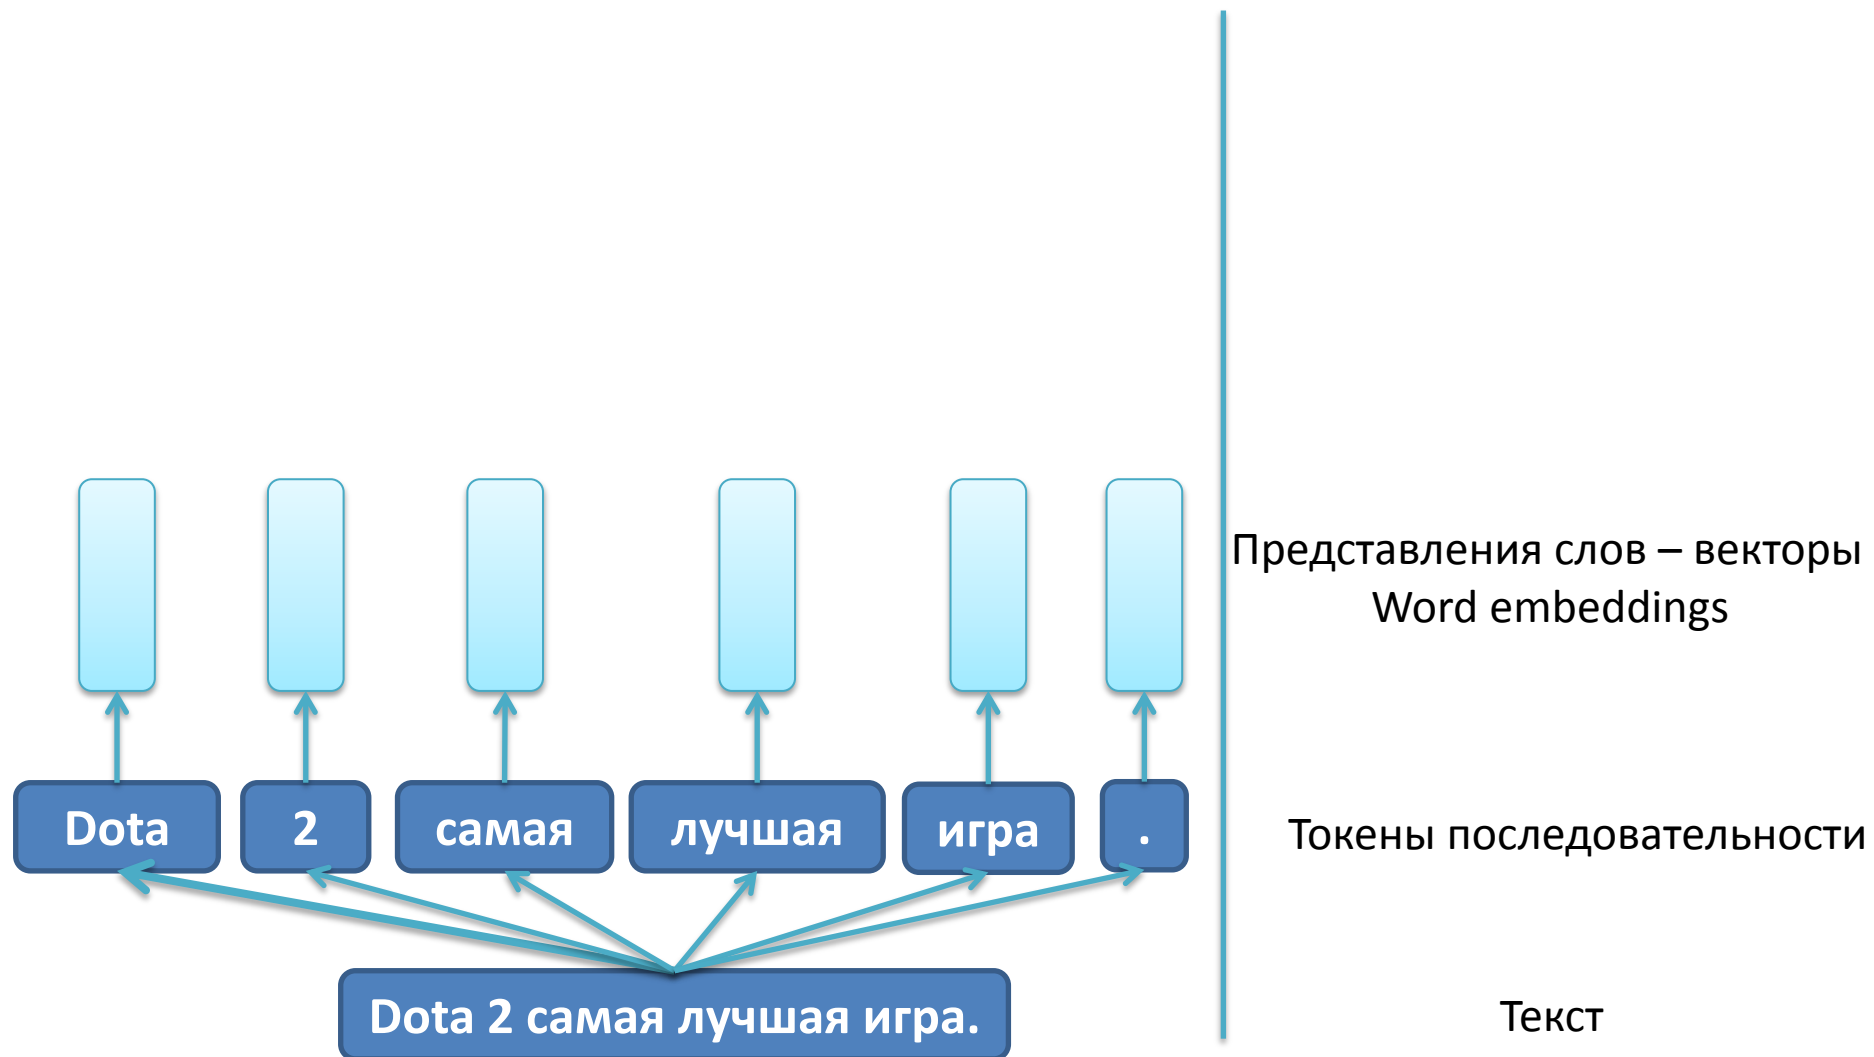 Представления слов – векторы
Word embeddings
Dota
2
самая
лучшая
игра
.
Токены последовательности
Dota 2 самая лучшая игра.
Текст